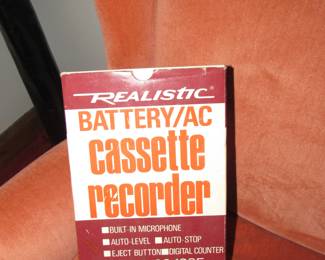 REALISTIC®
BATTERY/AC
cassette
recorder
■BUILT-IN MICROPHONE
■AUTO-LEVEL ■AUTO-STOP
■EJECT BUTTON ■DIGITAL COUNTER